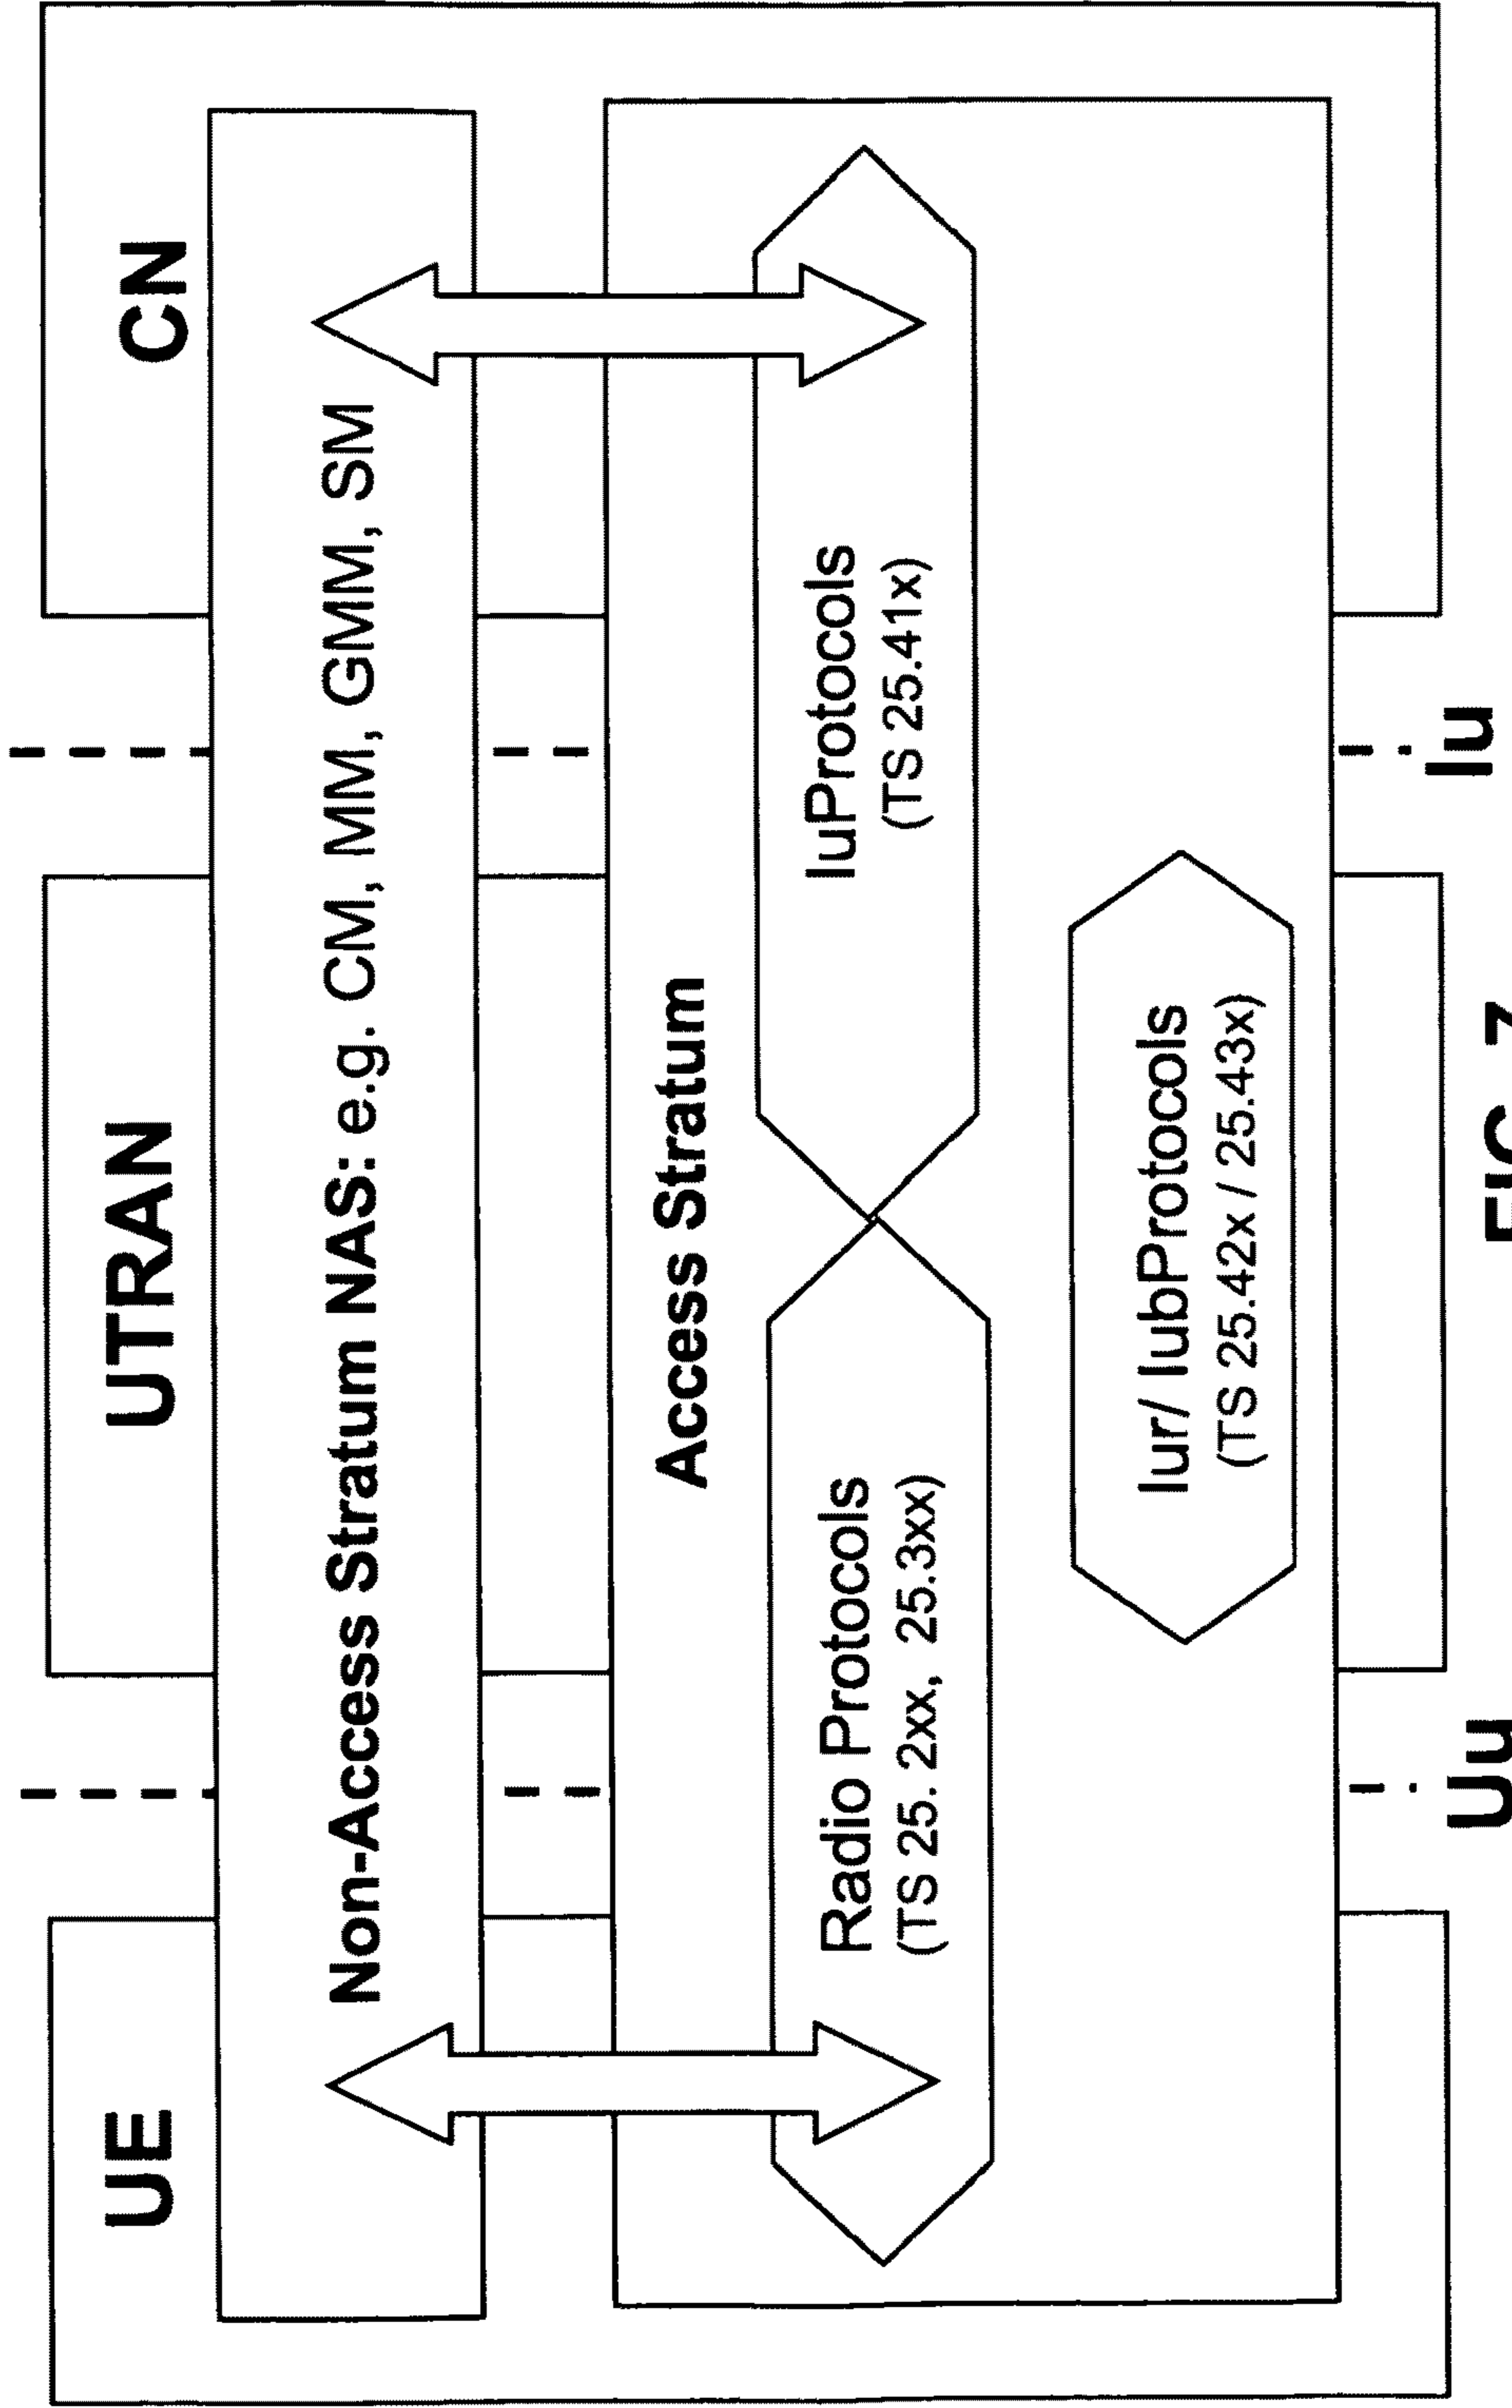 UE
UTRAN
CN
Non-Access Stratum NAS: e.g. CM, MM, GMM, SM
Access Stratum
Radio Protocols
(TS 25. 2xx, 25.3xx)
IuProtocols
(TS 25.41x)
Iur/ IubProtocols
(TS 25.42x / 25.43x)
Uu
Iu